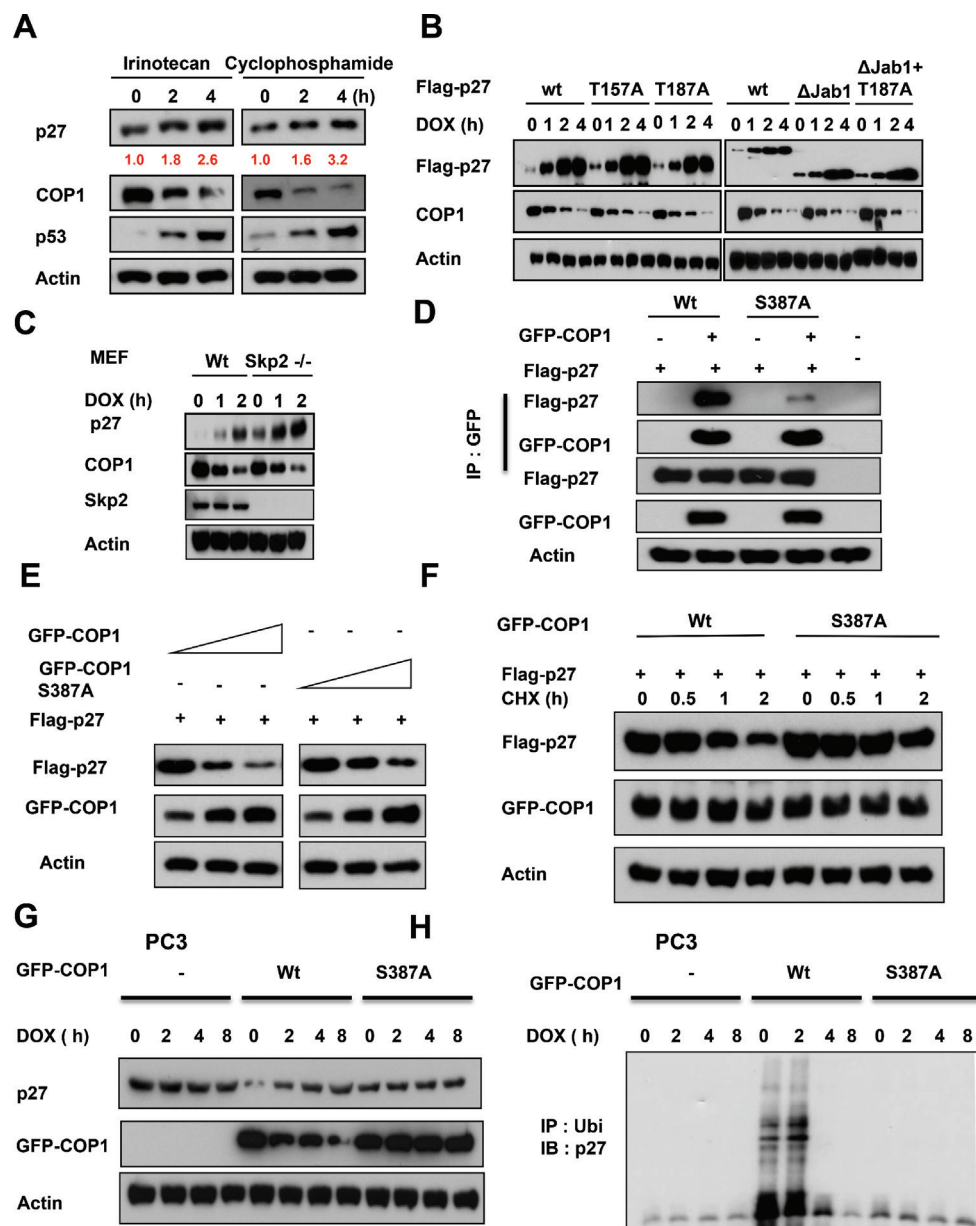 A
Irinotecan Cyclophosphamide
0 2 4 0 2 4 (h)
p27
1.0 1.8 2.6 1.0 1.6 3.2
COP1
p53
Actin
B
ΔJab1+
Flag-p27 wt T157A T187A wt ΔJab1 T187A
DOX (h) 0 1 2 4 0 1 2 4 0 1 2 4 0 1 2 4 0 1 2 4 0 1 2 4
Flag-p27
COP1
Actin
C
MEF Wt Skp2 -/-
DOX (h) 0 1 2 0 1 2
p27
COP1
Skp2
Actin
D
Wt S387A
GFP-COP1 - + - + -
Flag-p27 + + + + -
IP : GFP
Flag-p27
GFP-COP1
Flag-p27
GFP-COP1
Actin
E
GFP-COP1 - - -
GFP-COP1
S387A - - -
Flag-p27 + + + + + +
Flag-p27
GFP-COP1
Actin
F
GFP-COP1 Wt S387A
Flag-p27 + + + + + + + +
CHX (h) 0 0.5 1 2 0 0.5 1 2
Flag-p27
GFP-COP1
Actin
G
PC3
GFP-COP1 - Wt S387A
DOX ( h) 0 2 4 8 0 2 4 8 0 2 4 8
p27
GFP-COP1
Actin
H
PC3
GFP-COP1 - Wt S387A
DOX ( h) 0 2 4 8 0 2 4 8 0 2 4 8
IP : Ubi
IB : p27